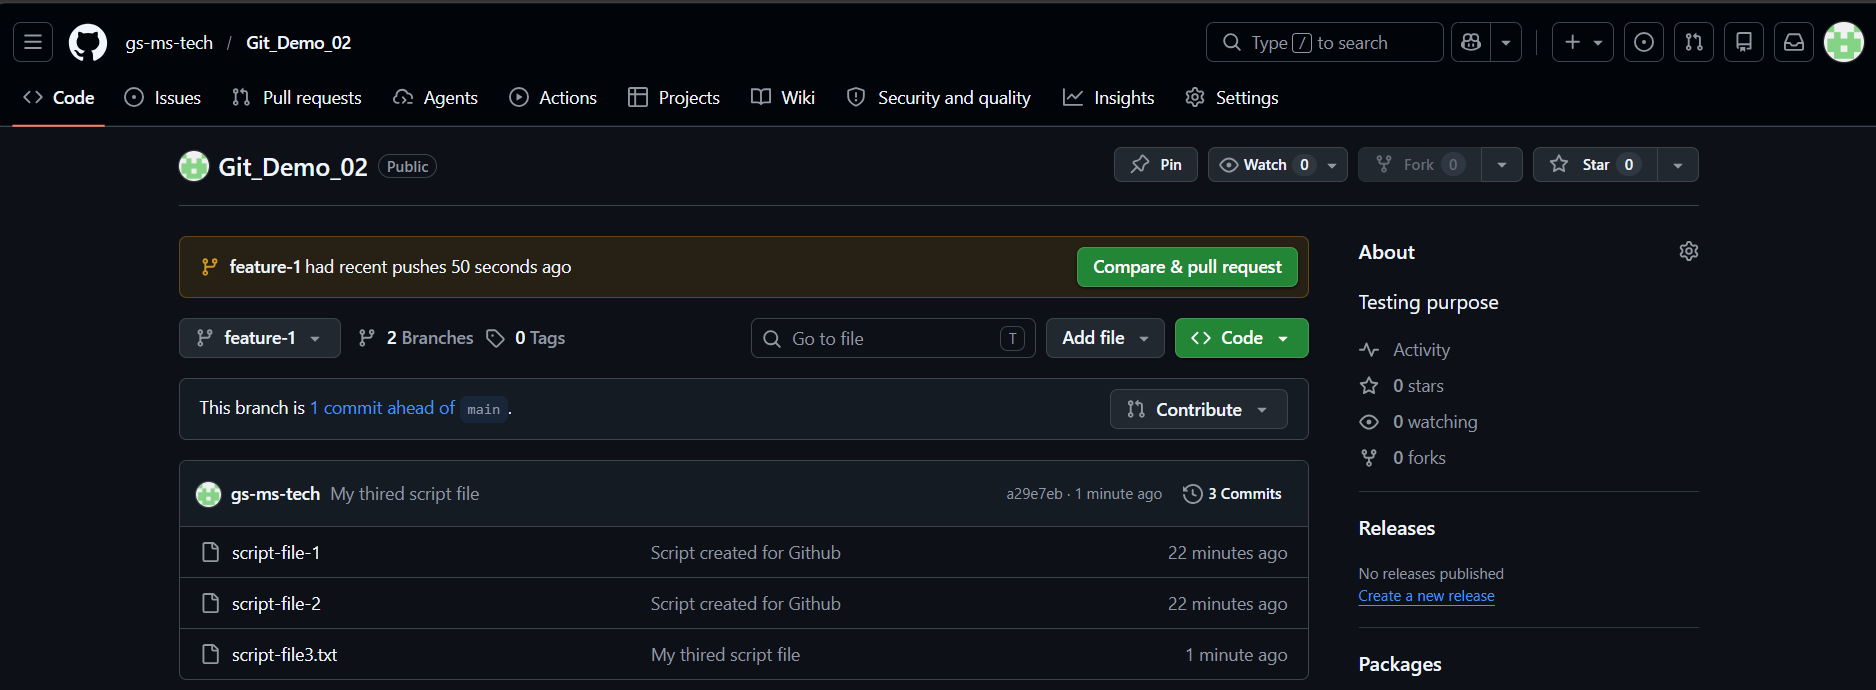 gs-ms-tech / Git_Demo_02
Type / to search
Code Issues Pull requests Agents Actions Projects Wiki Security and quality Insights Settings
Git_Demo_02 Public
Pin Watch 0 Fork 0 Star 0
feature-1 had recent pushes 50 seconds ago Compare & pull request
feature-1 2 Branches 0 Tags Go to file T Add file Code
This branch is 1 commit ahead of main .
Contribute
gs-ms-tech My thired script file a29e7eb · 1 minute ago 3 Commits
script-file-1 Script created for Github 22 minutes ago
script-file-2 Script created for Github 22 minutes ago
script-file3.txt My thired script file 1 minute ago
About
Testing purpose
Activity
0 stars
0 watching
0 forks
Releases
No releases published
Create a new release
Packages